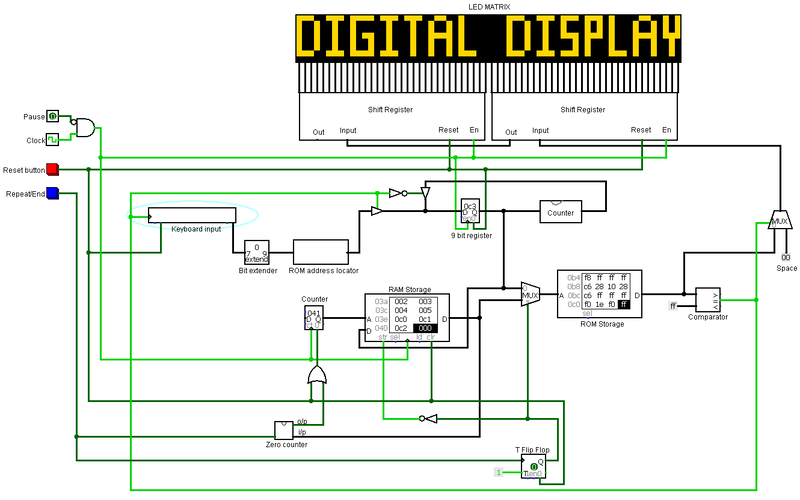 LED MATRIX
DIGITAL DISPLAY
Shift Register
Shift Register
Out Input Reset En
Out Input Reset En
Pause
Clock
Reset button
Repeat/End
Keyboard input
0c3
D Q
9 bit register
Counter
MUX
00
Space
0
7 9
extend
Bit extender
ROM address locator
Counter
041
D Q
RAM Storage
03a 002 003
03c 004 005
03e 0c0 0c1
040 0c2 000
A D
D
str sel ld clr
0
MUX
0b4 f8 ff ff ff
0b8 c6 28 10 28
0bc c6 ff ff ff
0c0 f0 1e f0 ff
A D
sel
ROM Storage
ff
Comparator
o/p
i/p
Zero counter
T Flip Flop
Q
1